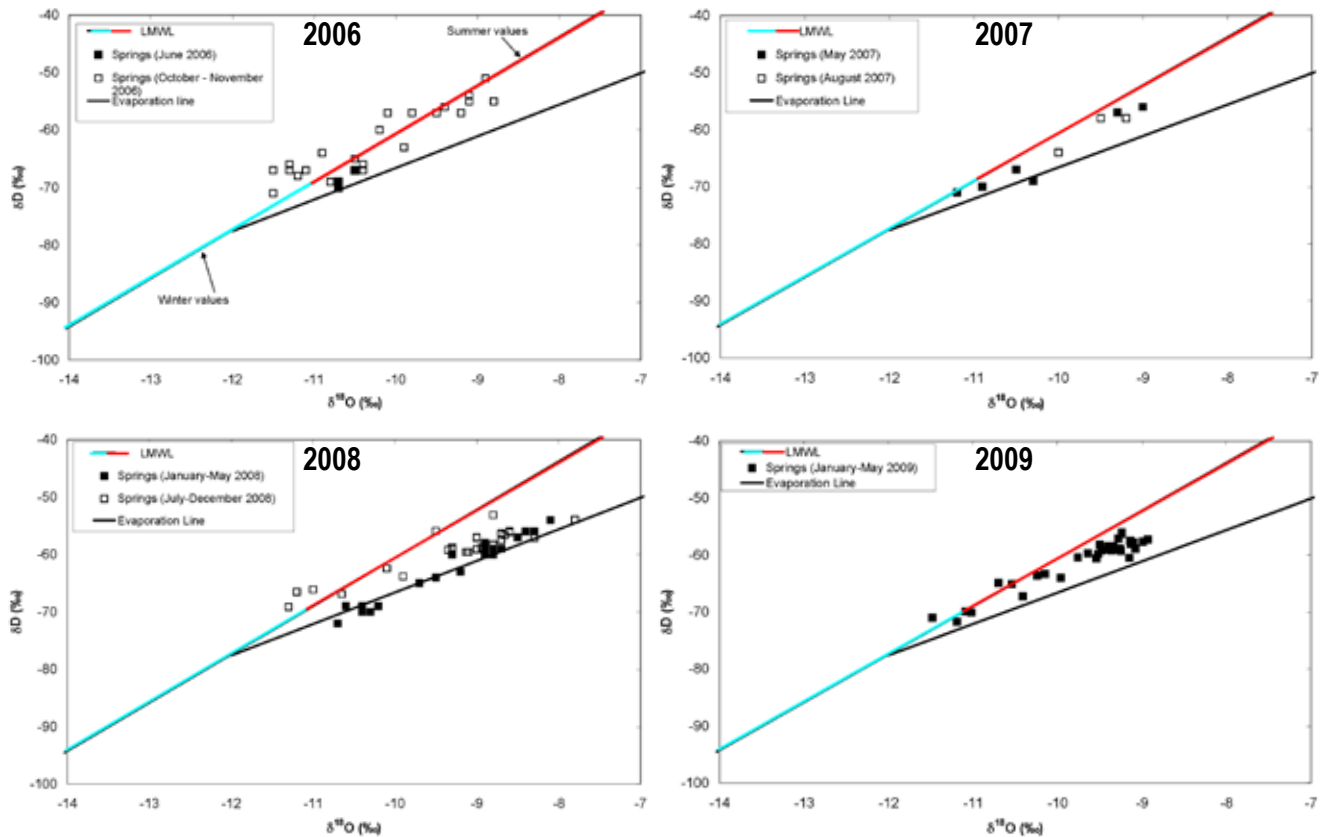 2006
LMWL
Springs (June 2006)
Springs (October - November
2006)
Evaporation line
Summer values
Winter values
-40
-50
-60
-70
-80
-90
-100
δD (‰)
-14 -13 -12 -11 -10 -9 -8 -7
δ18O (‰)
2007
LMWL
Springs (May 2007)
Springs (August 2007)
Evaporation Line
-40
-50
-60
-70
-80
-90
-100
δD (‰)
-14 -13 -12 -11 -10 -9 -8 -7
δ18O (‰)
2008
LMWL
Springs (January-May 2008)
Springs (July-December 2008)
Evaporation Line
-40
-50
-60
-70
-80
-90
-100
δD (‰)
-14 -13 -12 -11 -10 -9 -8 -7
δ18O (‰)
2009
LMWL
Springs (January-May 2009)
Evaporation Line
-40
-50
-60
-70
-80
-90
-100
δD (‰)
-14 -13 -12 -11 -10 -9 -8 -7
δ18O (‰)